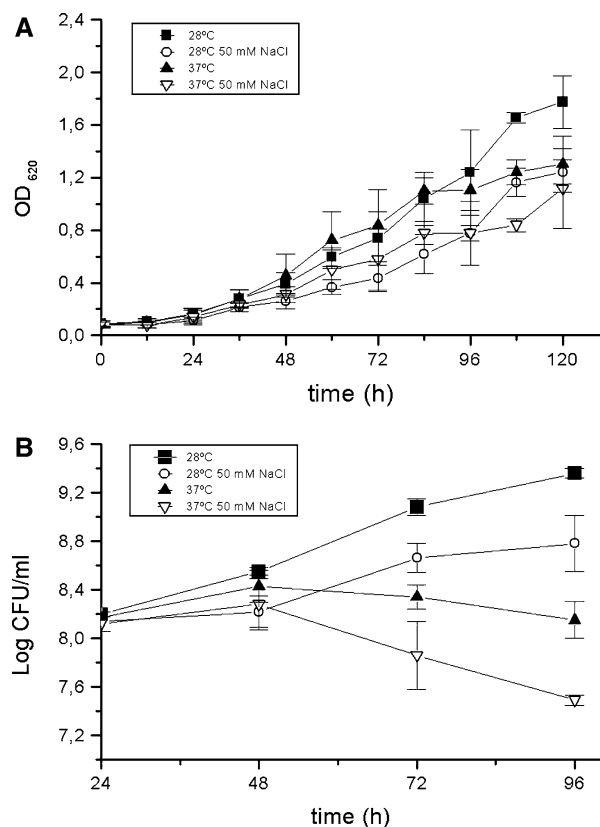 A
28ºC
28ºC 50 mM NaCl
37ºC
37ºC 50 mM NaCl
2,4
2,0
1,6
1,2
0,8
0,4
0,0
OD620
0 24 48 72 96 120
time (h)
B
28ºC
28ºC 50 mM NaCl
37ºC
37ºC 50 mM NaCl
9,6
9,2
8,8
8,4
8,0
7,6
7,2
Log CFU/ml
24 48 72 96
time (h)